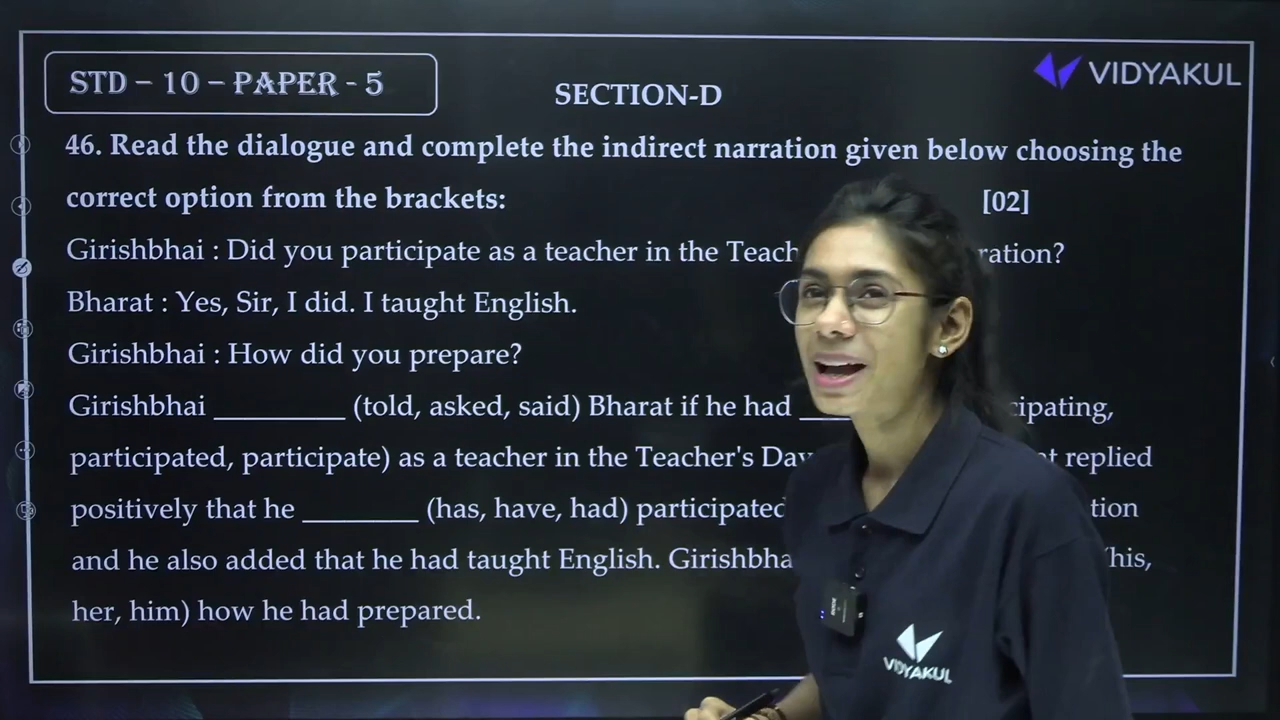 STD – 10 – PAPER - 5
VIDYAKUL
SECTION-D
46. Read the dialogue and complete the indirect narration given below choosing the
correct option from the brackets: [02]
Girishbhai : Did you participate as a teacher in the Teach ration?
Bharat : Yes, Sir, I did. I taught English.
Girishbhai : How did you prepare?
Girishbhai _________ (told, asked, said) Bharat if he had ____ cipating,
participated, participate) as a teacher in the Teacher's Day t replied
positively that he ________ (has, have, had) participated tion
and he also added that he had taught English. Girishbha (his,
her, him) how he had prepared.
VIDYAKUL